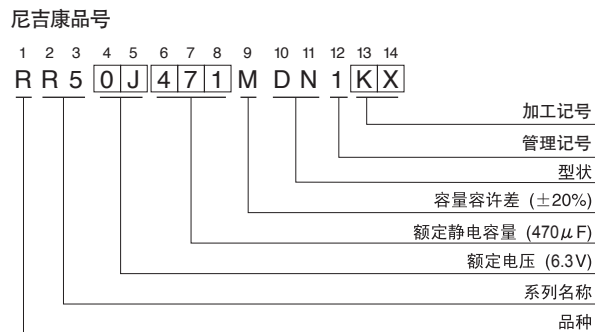 尼吉康品号
1 2 3 4 5 6 7 8 9 10 11 12 13 14
R R 5 0 J 4 7 1 M D N 1 K X
加工记号
管理记号
型状
容量容许差 (±20%)
额定静电容量 (470μF)
额定电压 (6.3V)
系列名称
品种